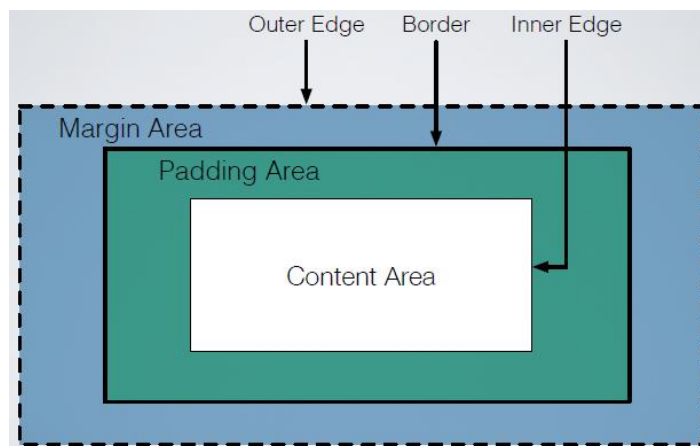 Outer Edge Border Inner Edge
Margin Area
Padding Area
Content Area